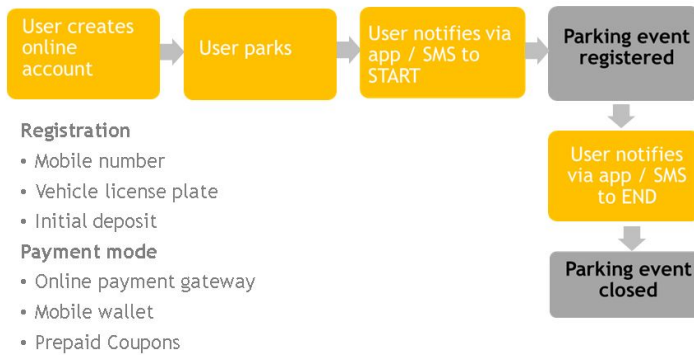 User creates
online
account
User parks
User notifies via
app / SMS to
START
Parking event
registered
Registration
• Mobile number
• Vehicle license plate
• Initial deposit
Payment mode
• Online payment gateway
• Mobile wallet
• Prepaid Coupons
User notifies
via app / SMS
to END
Parking event
closed